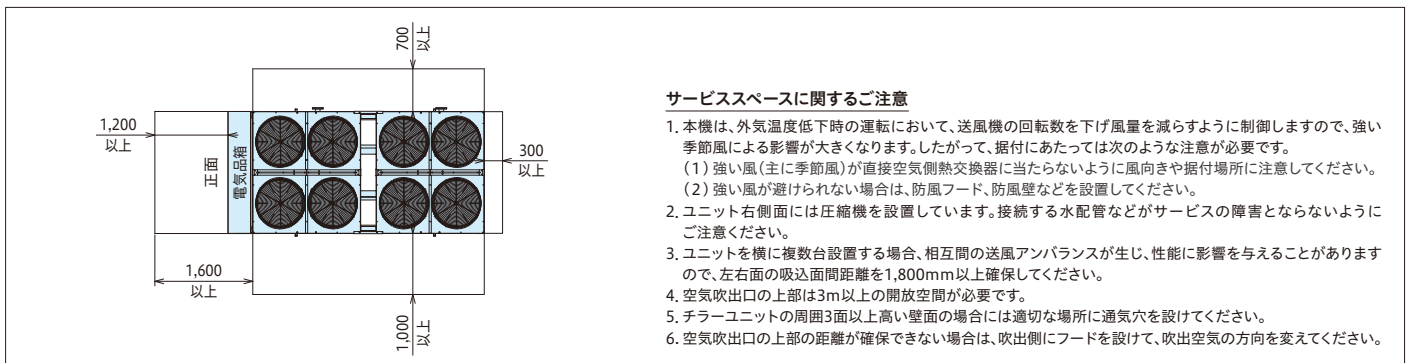 700
以上
1,200
以上
正面
電気品箱
300
以上
1,600
以上
1,000
以上
サービススペースに関するご注意
1. 本機は、外気温度低下時の運転において、送風機の回転数を下げ風量を減らすように制御しますので、強い
季節風による影響が大きくなります。したがって、据付にあたっては次のような注意が必要です。
（1）強い風（主に季節風）が直接空気側熱交換器に当たらないように風向きや据付場所に注意してください。
（2）強い風が避けられない場合は、防風フード、防風壁などを設置してください。
2. ユニット右側面には圧縮機を設置しています。接続する水配管などがサービスの障害とならないように
ご注意ください。
3. ユニットを横に複数台設置する場合、相互間の送風アンバランスが生じ、性能に影響を与えることがあります
ので、左右面の吸込面間距離を1,800mm以上確保してください。
4. 空気吹出口の上部は3m以上の開放空間が必要です。
5. チラーユニットの周囲3面以上高い壁面の場合には適切な場所に通気穴を設けてください。
6. 空気吹出口の上部の距離が確保できない場合は、吹出側にフードを設けて、吹出空気の方向を変えてください。